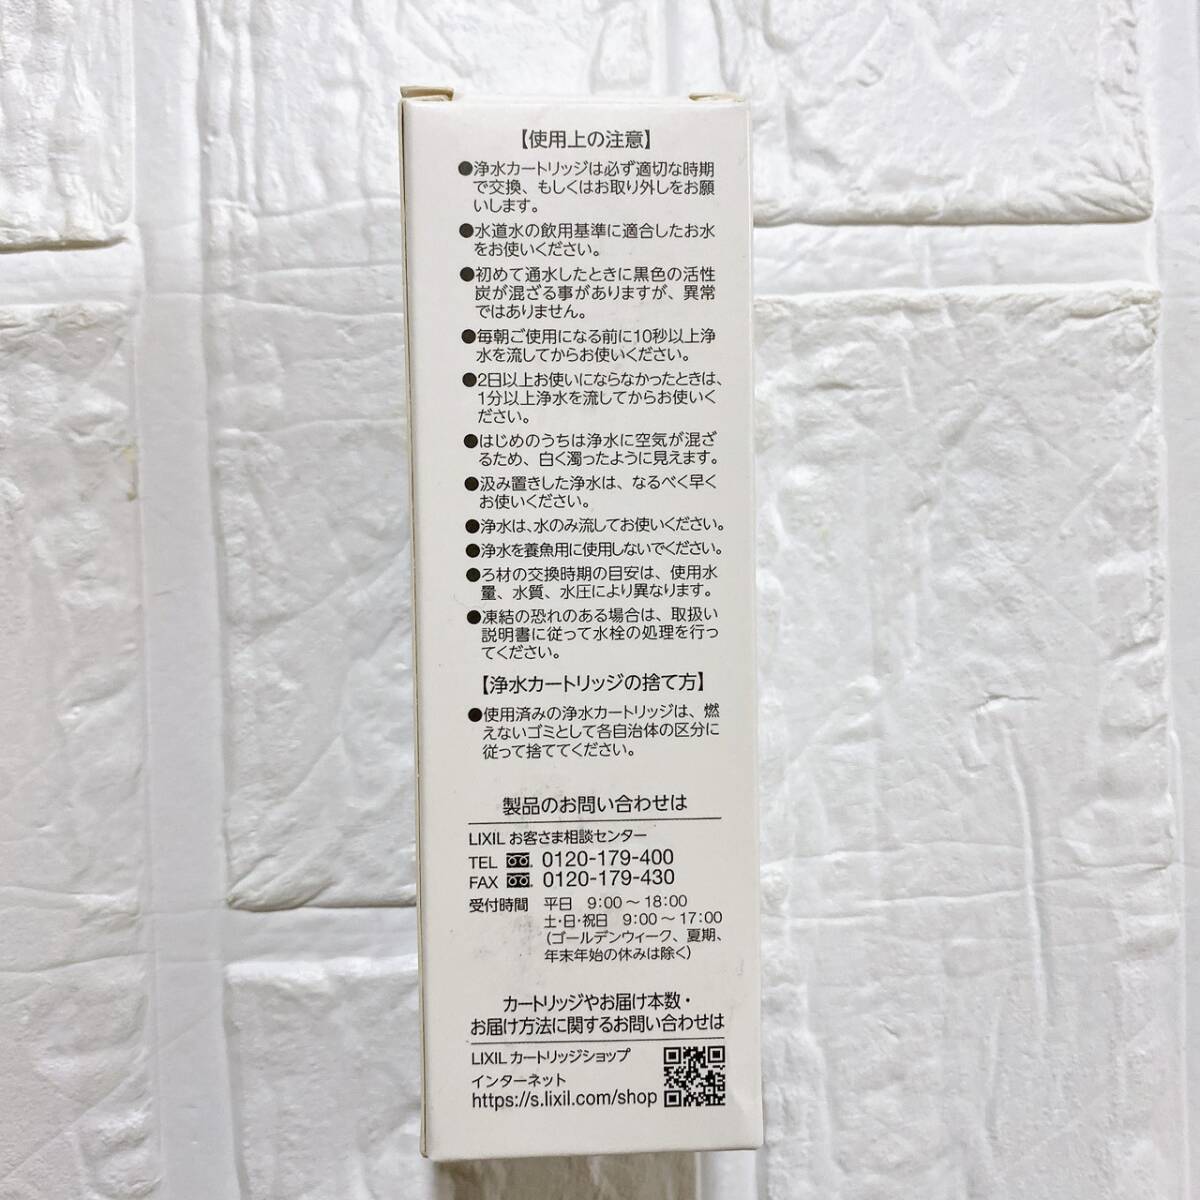 【使用上の注意】
●浄水カートリッジは必ず適切な時期
で交換、もしくはお取り外しをお願
いします。
●水道水の飲用基準に適合したお水
をお使いください。
●初めて通水したときに黒色の活性
炭が混ざる事がありますが、異常
ではありません。
●毎朝ご使用になる前に10秒以上浄
水を流してからお使いください。
●2日以上お使いにならなかったときは、
1分以上浄水を流してからお使いく
ださい。
●はじめのうちは浄水に空気が混ざ
るため、白く濁ったように見えます。
●汲み置きした浄水は、なるべく早く
お使いください。
●浄水は、水のみ流してお使いください。
●浄水を養魚用に使用しないでください。
●ろ材の交換時期の目安は、使用水
量、水質、水圧により異なります。
●凍結の恐れのある場合は、取扱い
説明書に従って水栓の処理を行っ
てください。
【浄水カートリッジの捨て方】
●使用済みの浄水カートリッジは、燃
えないゴミとして各自治体の区分に
従って捨ててください。
製品のお問い合わせは
LIXIL お客さま相談センター
TEL 0120-179-400
FAX 0120-179-430
受付時間 平日 9:00～18:00
土・日・祝日 9:00～17:00
(ゴールデンウィーク、夏期、
年末年始の休みは除く)
カートリッジやお届け本数・
お届け方法に関するお問い合わせは
LIXIL カートリッジショップ
インターネット
https://s.lixil.com/shop